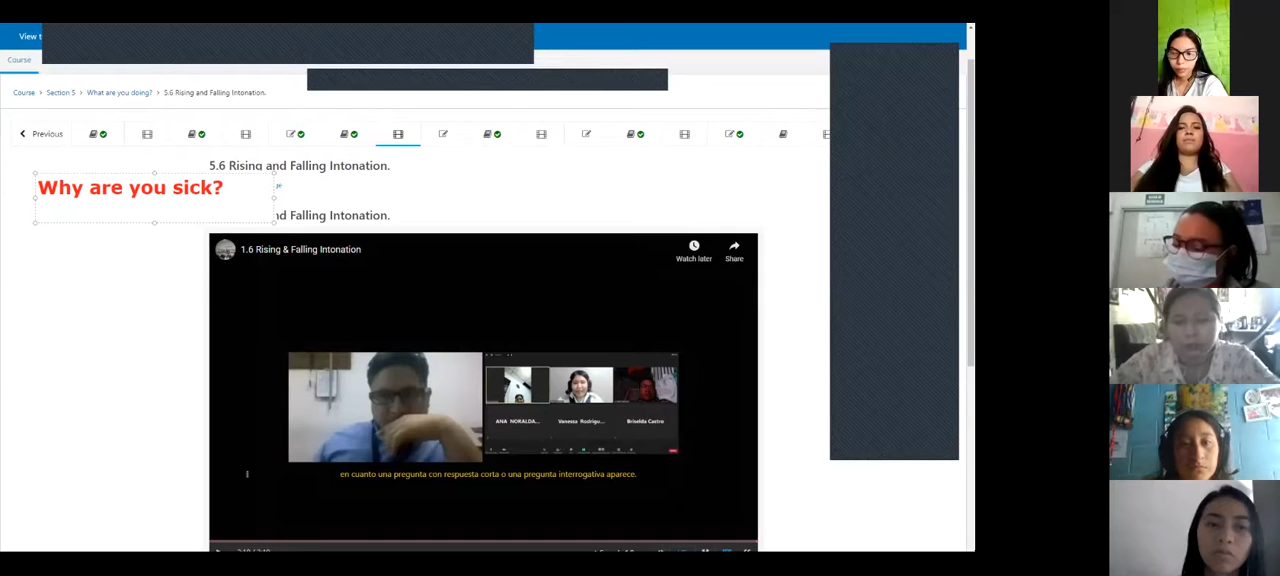 View t
Course
Course > Section 5 > What are you doing? > 5.6 Rising and Falling Intonation.
Previous
5.6 Rising and Falling Intonation.
Why are you sick?
nd Falling Intonation.
1.6 Rising & Falling Intonation
Watch later
Share
ANA NORALDA...
Vanessa Rodrigu...
Briselda Castro
en cuanto una pregunta con respuesta corta o una pregunta interrogativa aparece.